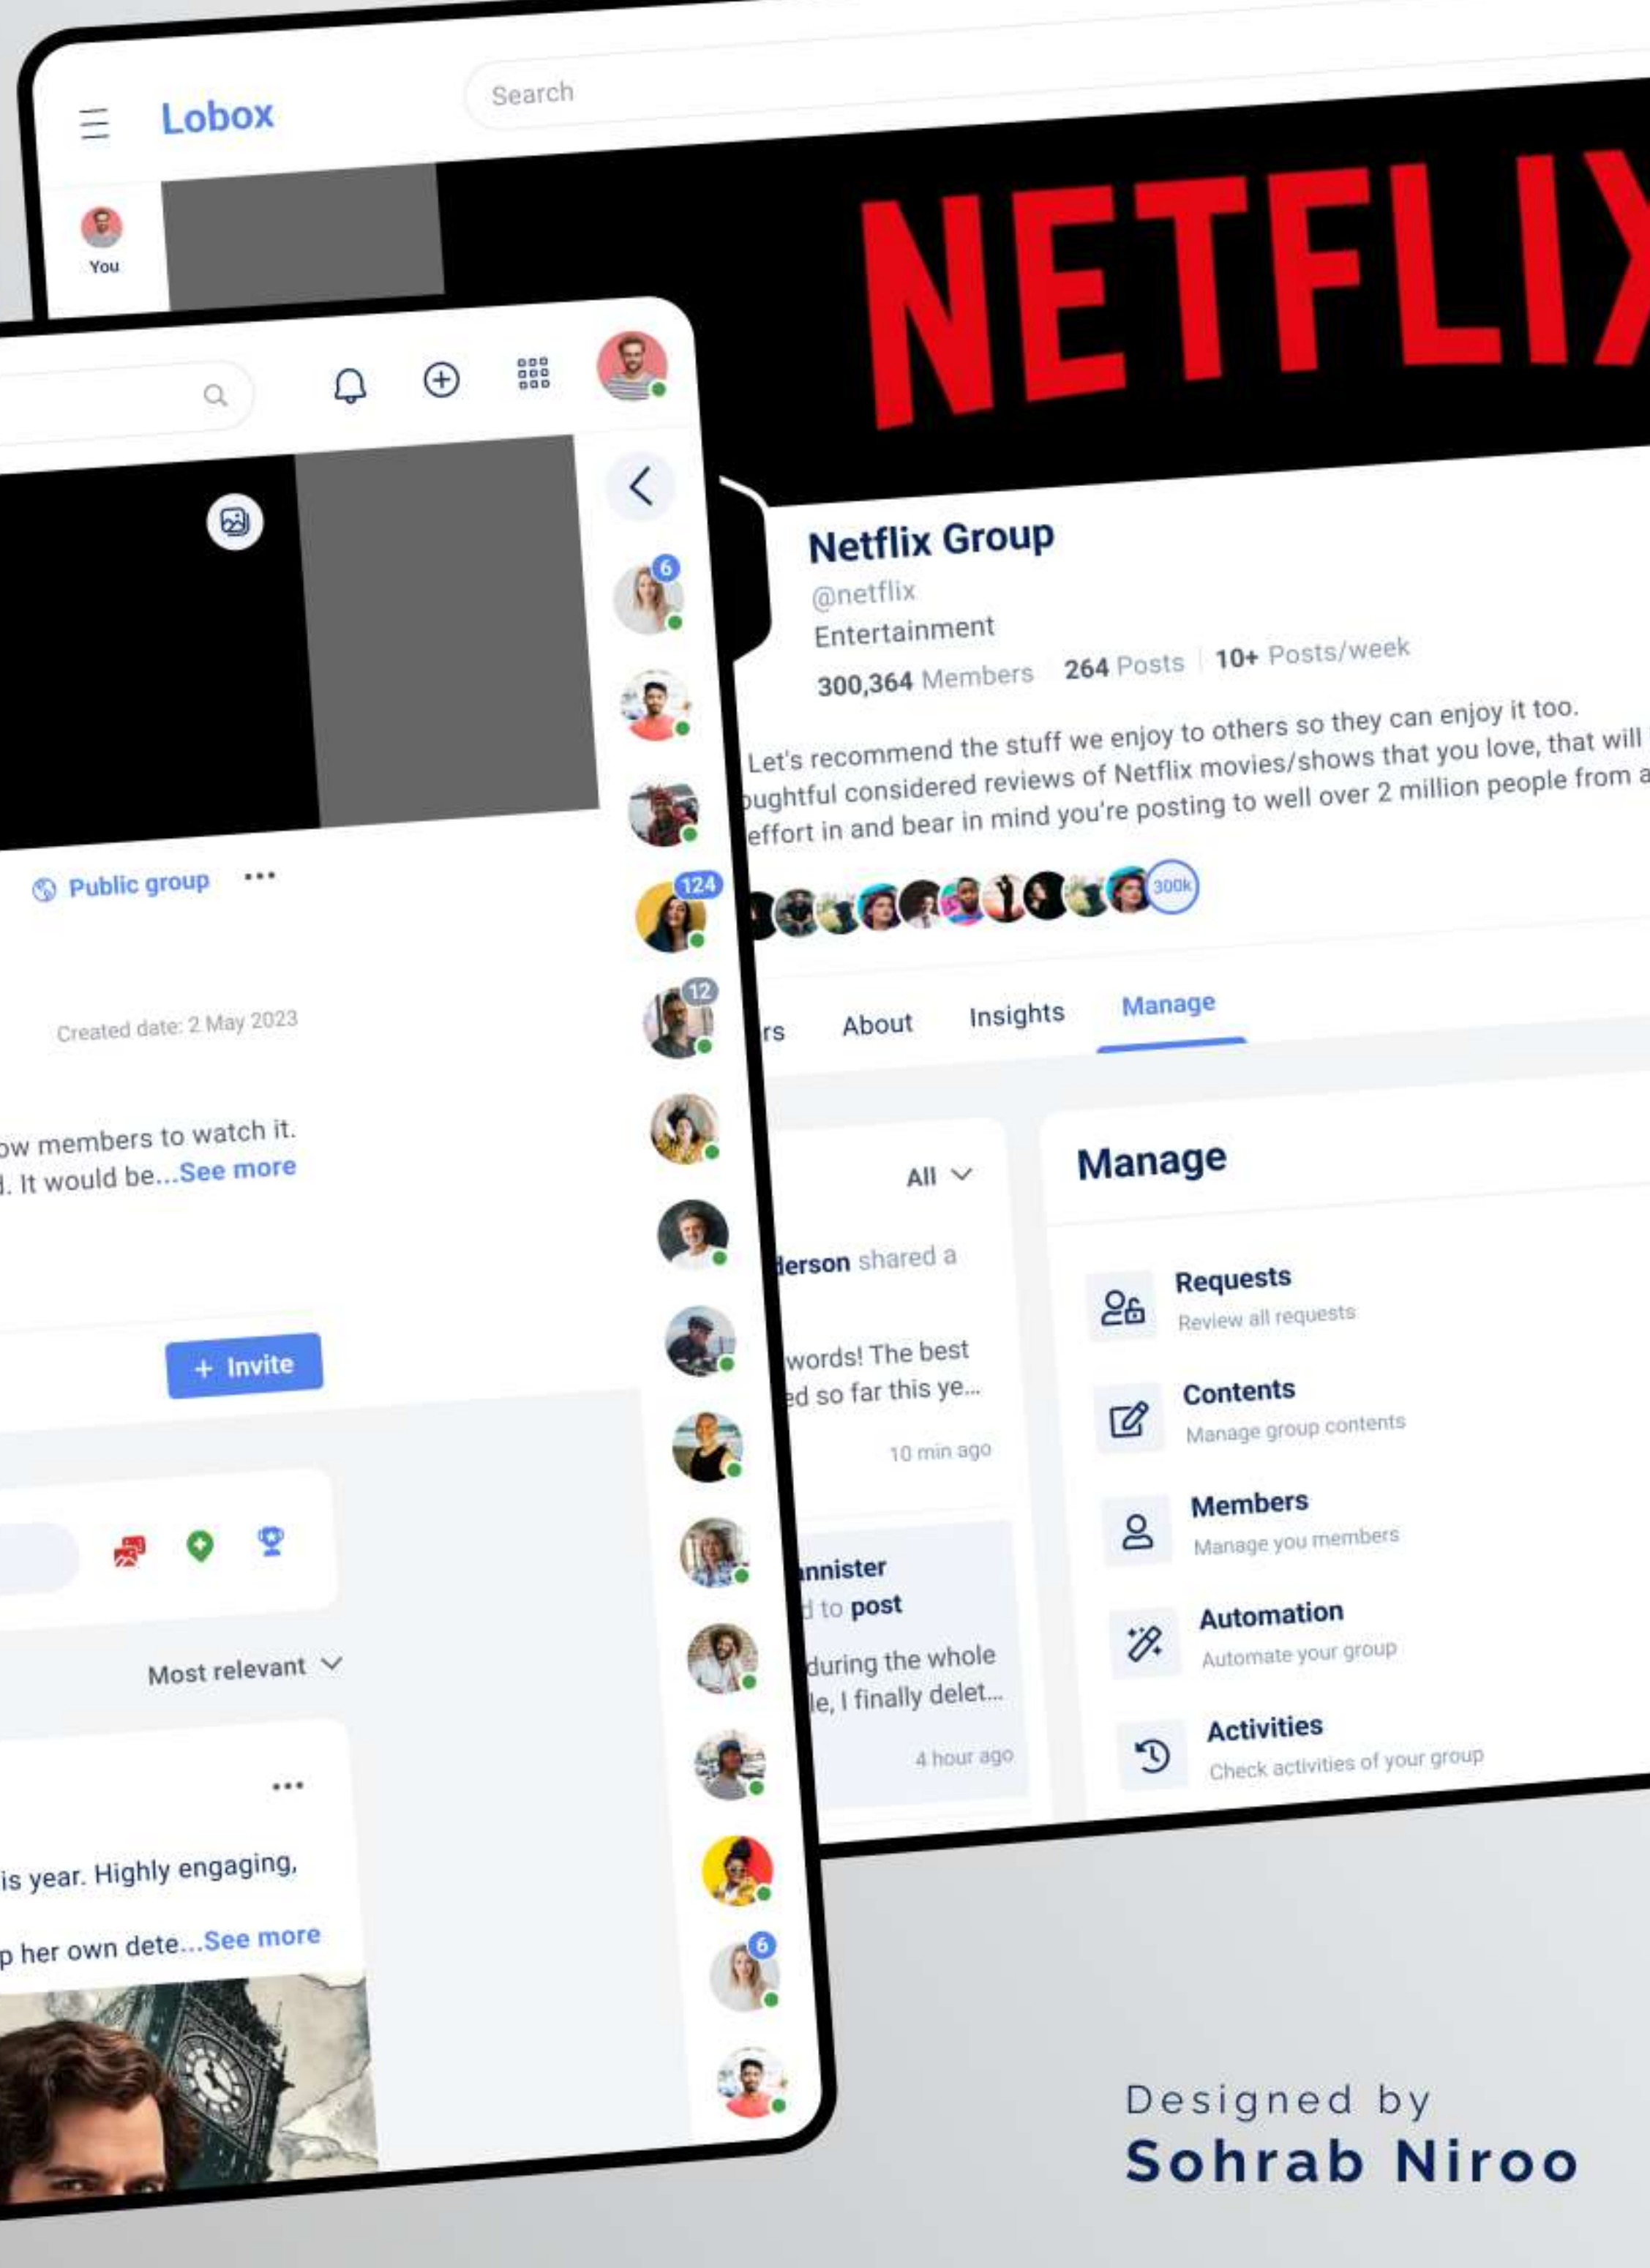 Lobox
Search
You
NETFLIX
Netflix Group
@netflix
Entertainment
300,364 Members 264 Posts 10+ Posts/week
Let's recommend the stuff we enjoy to others so they can enjoy it too.
oughtful considered reviews of Netflix movies/shows that you love, that will
effort in and bear in mind you're posting to well over 2 million people from a
300k
rs About Insights Manage
All
derson shared a
words! The best
ed so far this ye...
10 min ago
annister
d to post
during the whole
le, I finally delet...
4 hour ago
Manage
Requests
Review all requests
Contents
Manage group contents
Members
Manage you members
Automation
Automate your group
Activities
Check activities of your group
6
124
12
6
Public group
Created date: 2 May 2023
ow members to watch it.
. It would be...See more
+ Invite
Most relevant
is year. Highly engaging,
p her own dete...See more
Designed by
Sohrab Niroo